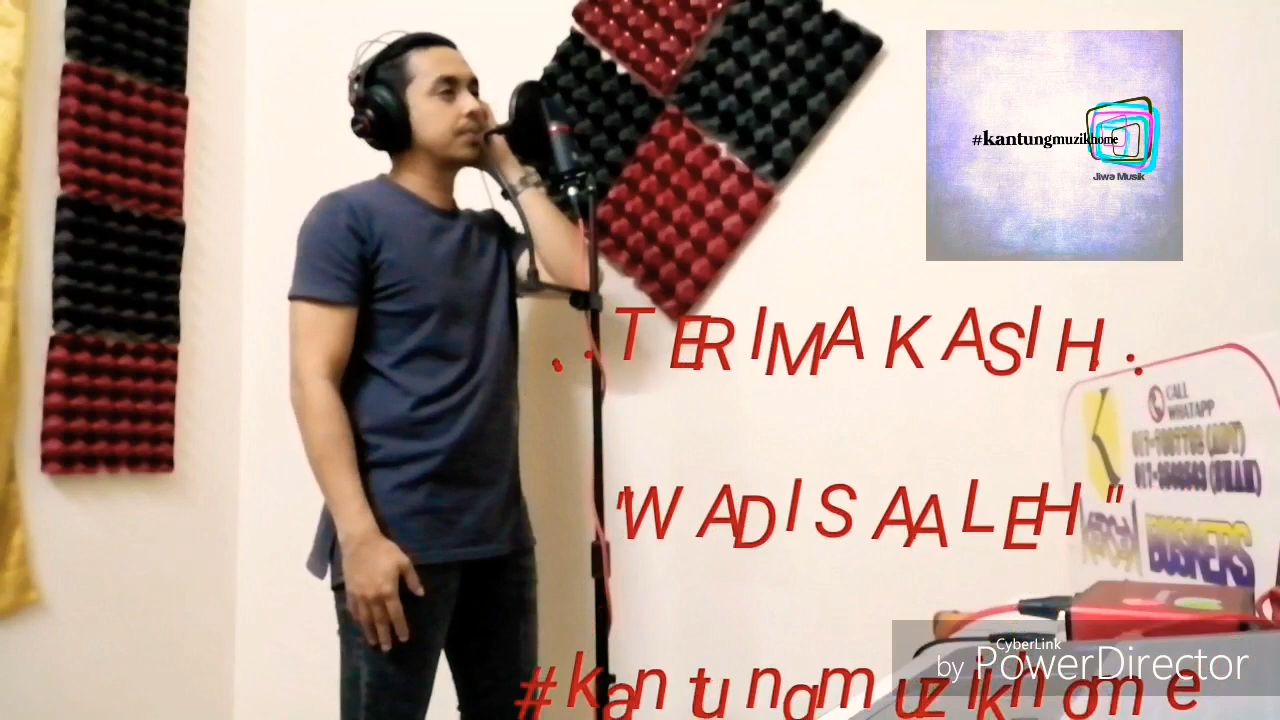 #kantungmuzikhome
Jiwa Musik
..TERIMA KASIH..
"WADI SAALEH"
#kantungmuzikhome
CALL
WHATAPP
BUSKERS
CyberLink
by PowerDirector